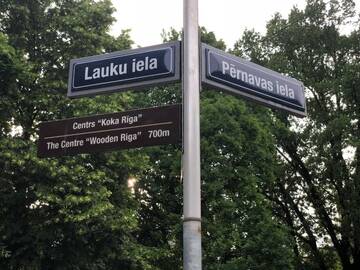 Lauku iela
Pērnavas iela
Centrs "Koka Rīga"
The Centre "Wooden Riga" 700m